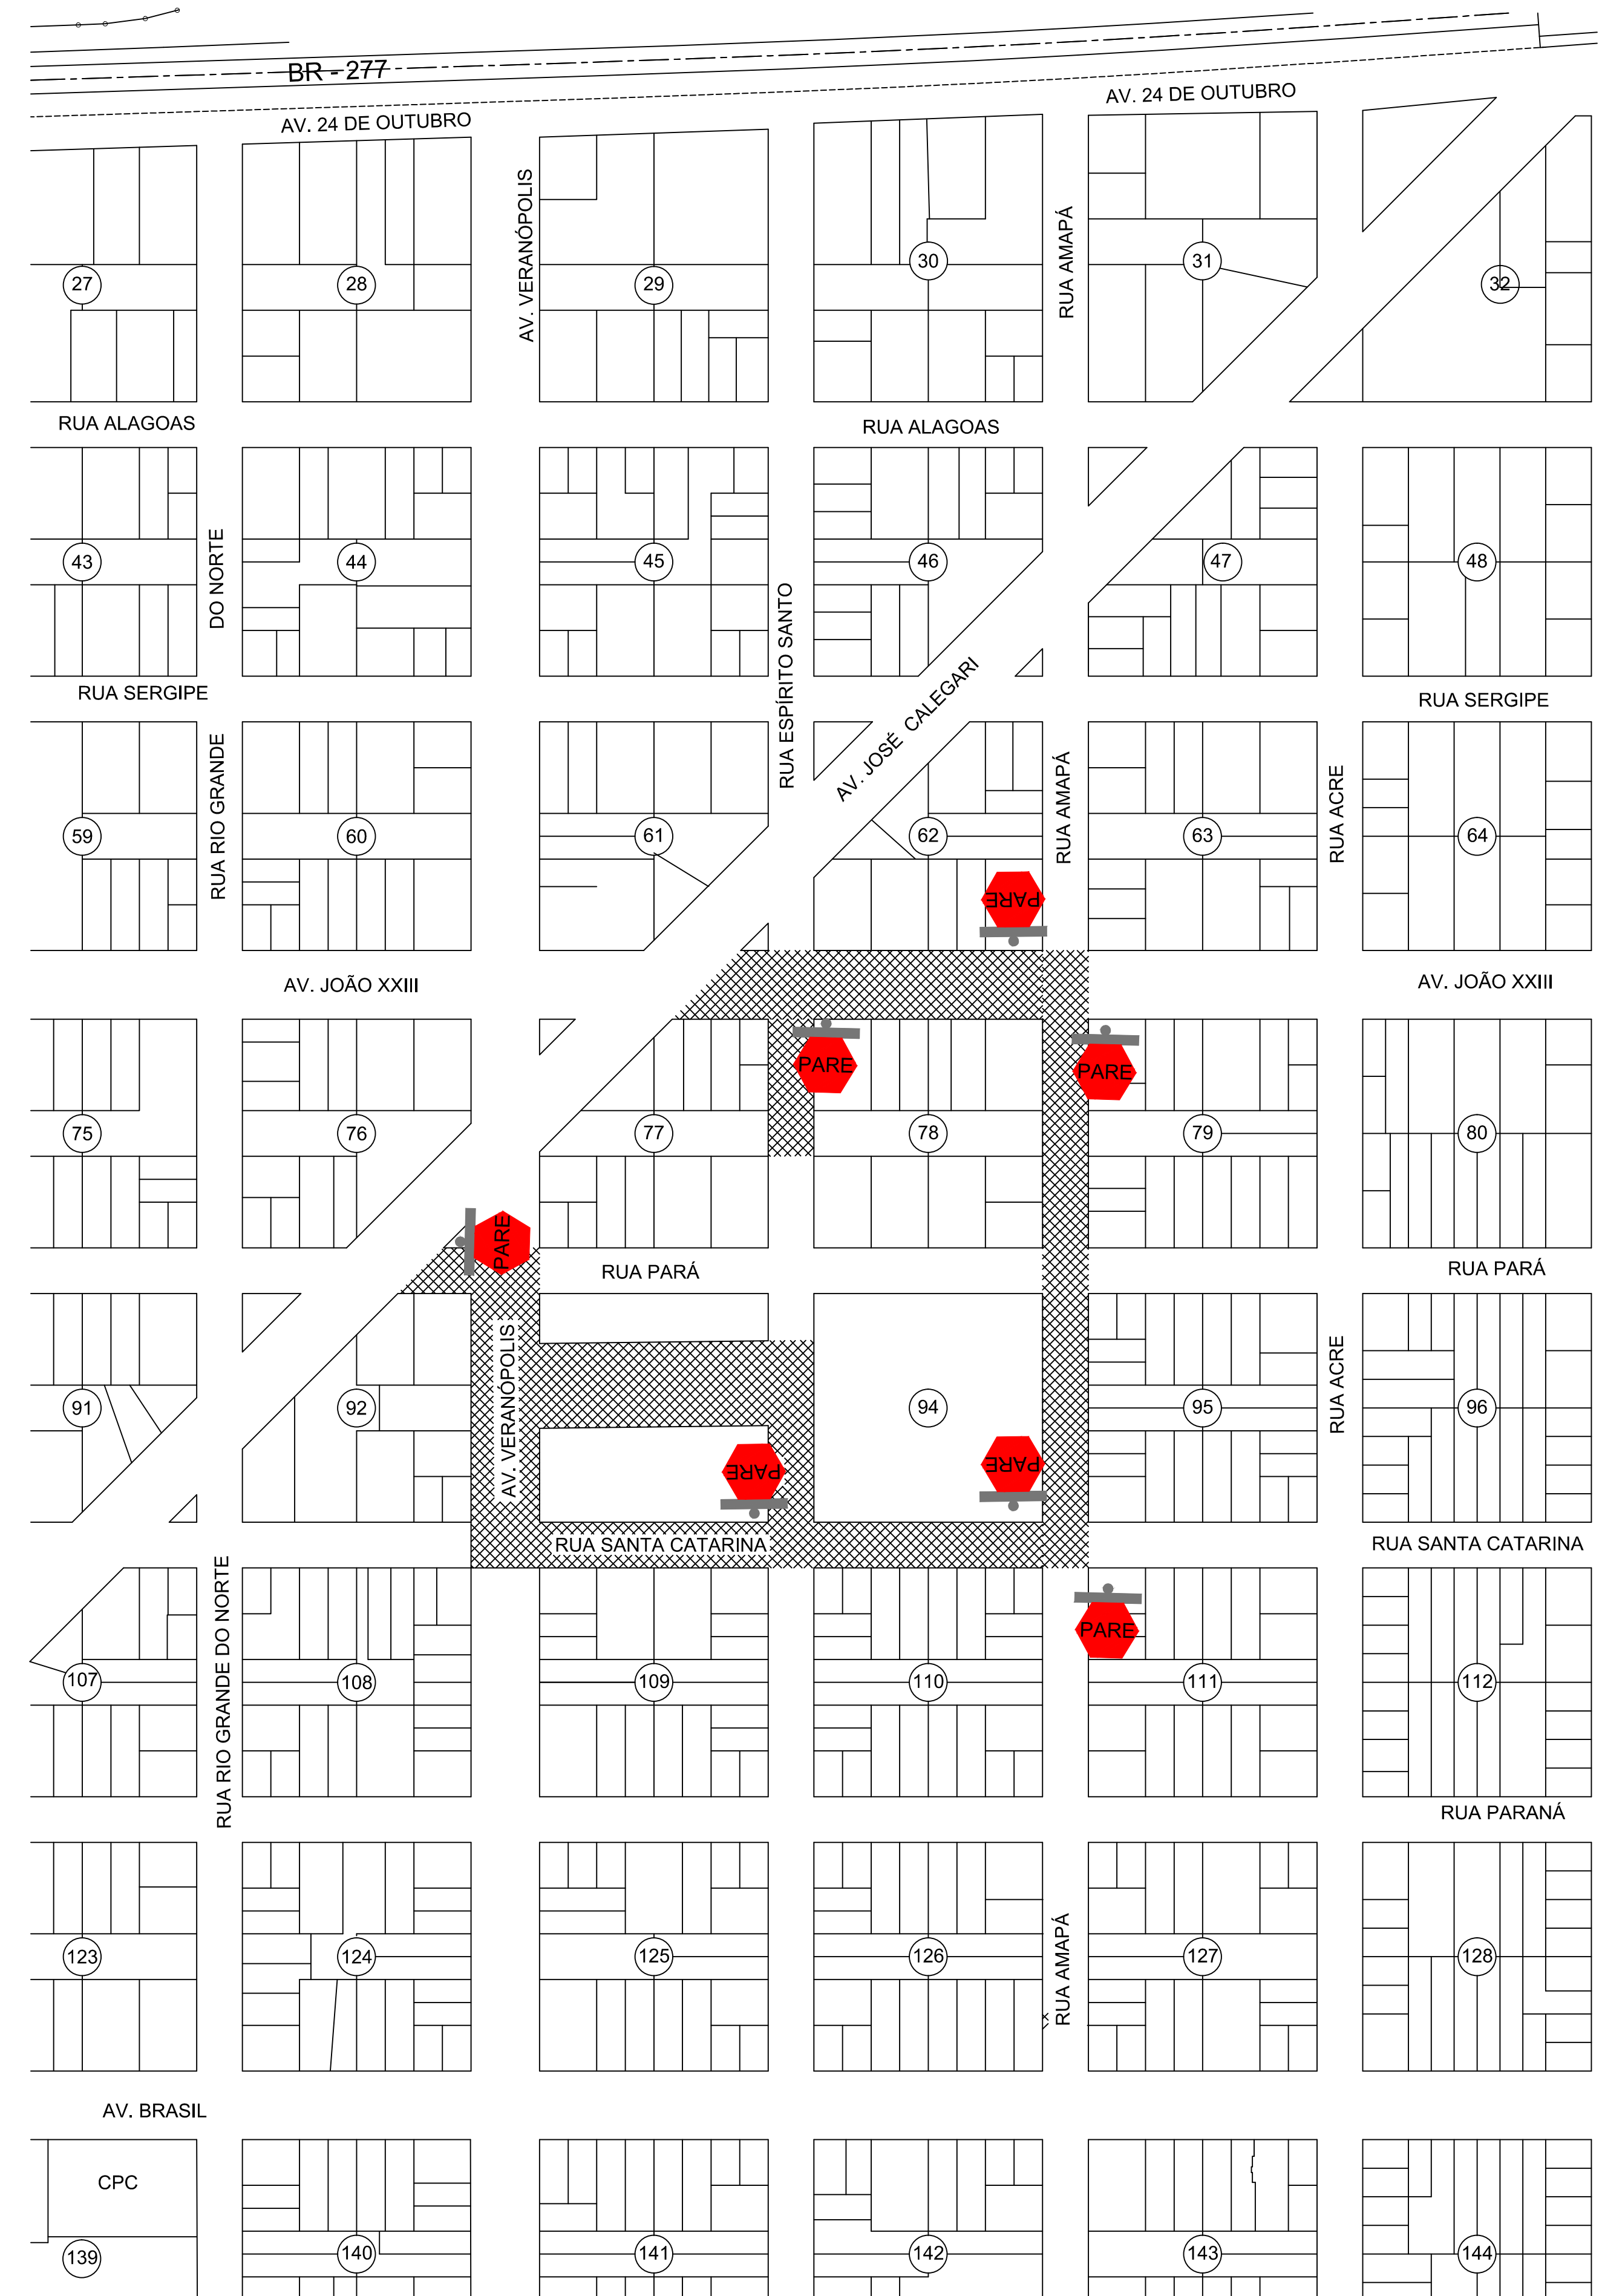 BR - 277
AV. 24 DE OUTUBRO
AV. 24 DE OUTUBRO
AV. VERANÓPOLIS
RUA AMAPÁ
27
28
29
30
31
32
RUA ALAGOAS
RUA ALAGOAS
DO NORTE
43
44
45
46
47
48
RUA ESPÍRITO SANTO
AV. JOSÉ CALEGARI
RUA SERGIPE
RUA SERGIPE
RUA RIO GRANDE
RUA AMAPÁ
RUA ACRE
59
60
61
62
63
64
PARE
AV. JOÃO XXIII
AV. JOÃO XXIII
PARE
PARE
75
76
77
78
79
80
PARE
RUA PARÁ
RUA PARÁ
AV. VERANÓPOLIS
RUA ACRE
91
92
94
95
96
PARE
PARE
RUA SANTA CATARINA
RUA SANTA CATARINA
RUA RIO GRANDE DO NORTE
PARE
107
108
109
110
111
112
RUA PARANÁ
RUA AMAPÁ
123
124
125
126
127
128
AV. BRASIL
CPC
139
140
141
142
143
144